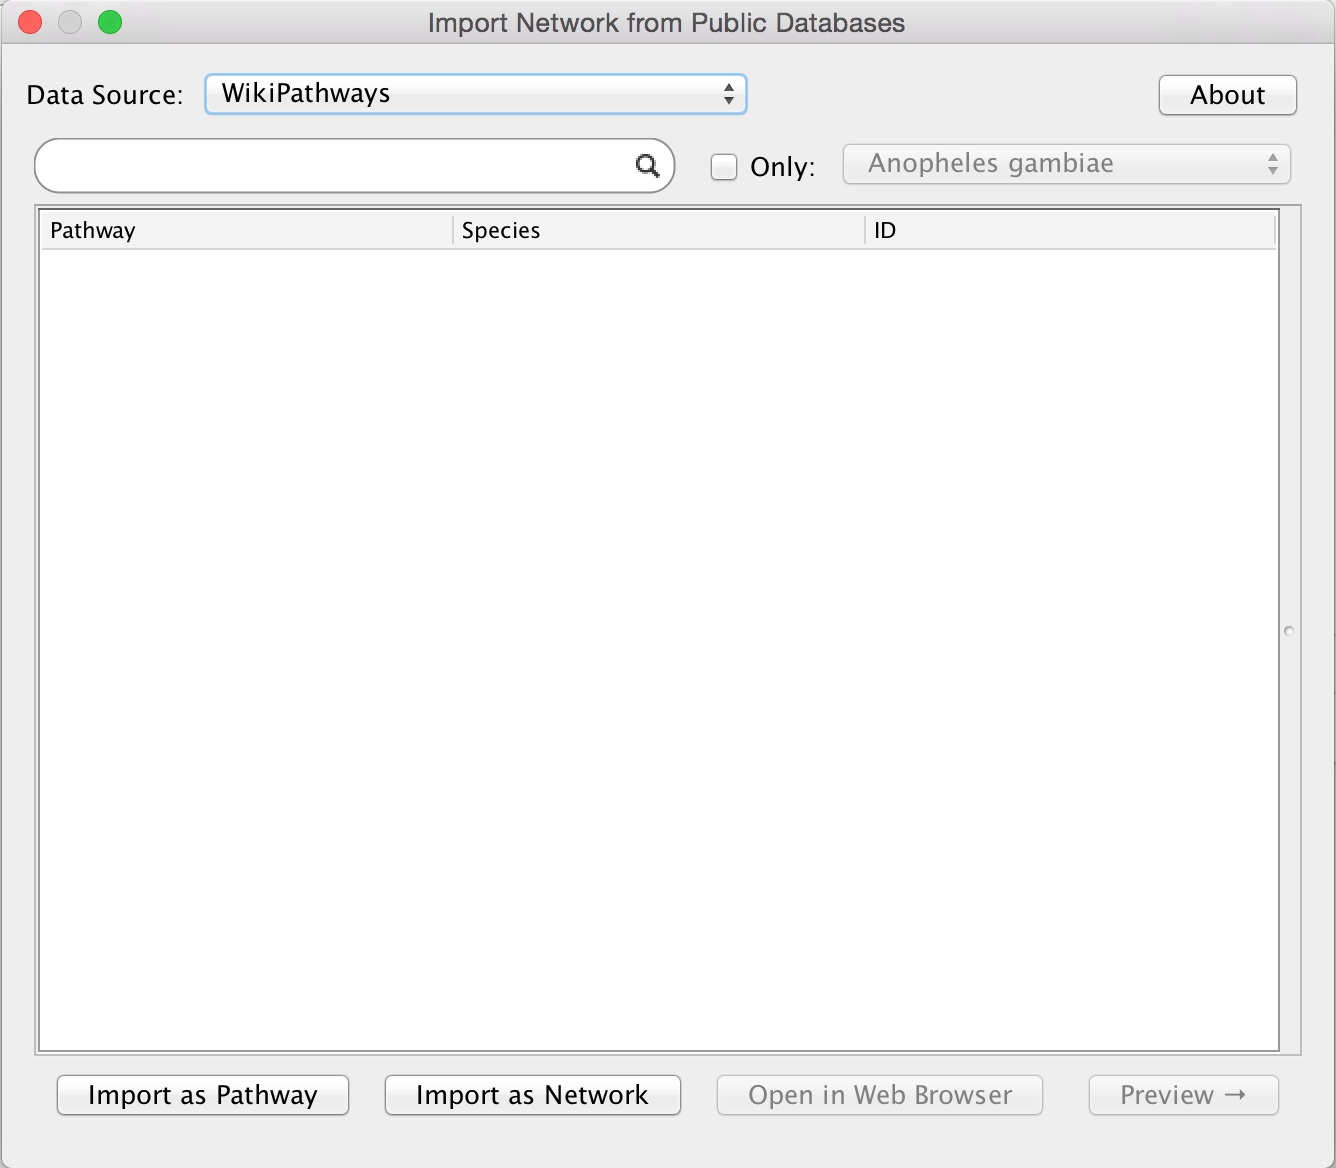 Import Network from Public Databases
Data Source: WikiPathways About
Only: Anopheles gambiae
Pathway Species ID
Import as Pathway Import as Network Open in Web Browser Preview →